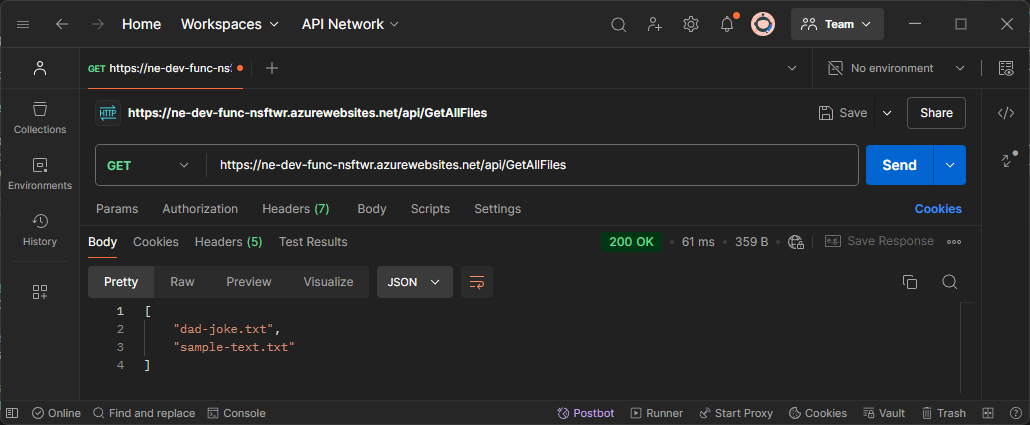 Home Workspaces API Network Team
GET https://ne-dev-func-nsf No environment
HTTP https://ne-dev-func-nsftwr.azurewebsites.net/api/GetAllFiles Save Share
Collections
GET https://ne-dev-func-nsftwr.azurewebsites.net/api/GetAllFiles Send
Environments
Params Authorization Headers (7) Body Scripts Settings Cookies
History
Body Cookies Headers (5) Test Results 200 OK 61 ms 359 B e.g. Save Response
Pretty Raw Preview Visualize JSON
1 [
2 "dad-joke.txt",
3 "sample-text.txt"
4 ]
Online Find and replace Console Postbot Runner Start Proxy Cookies Vault Trash